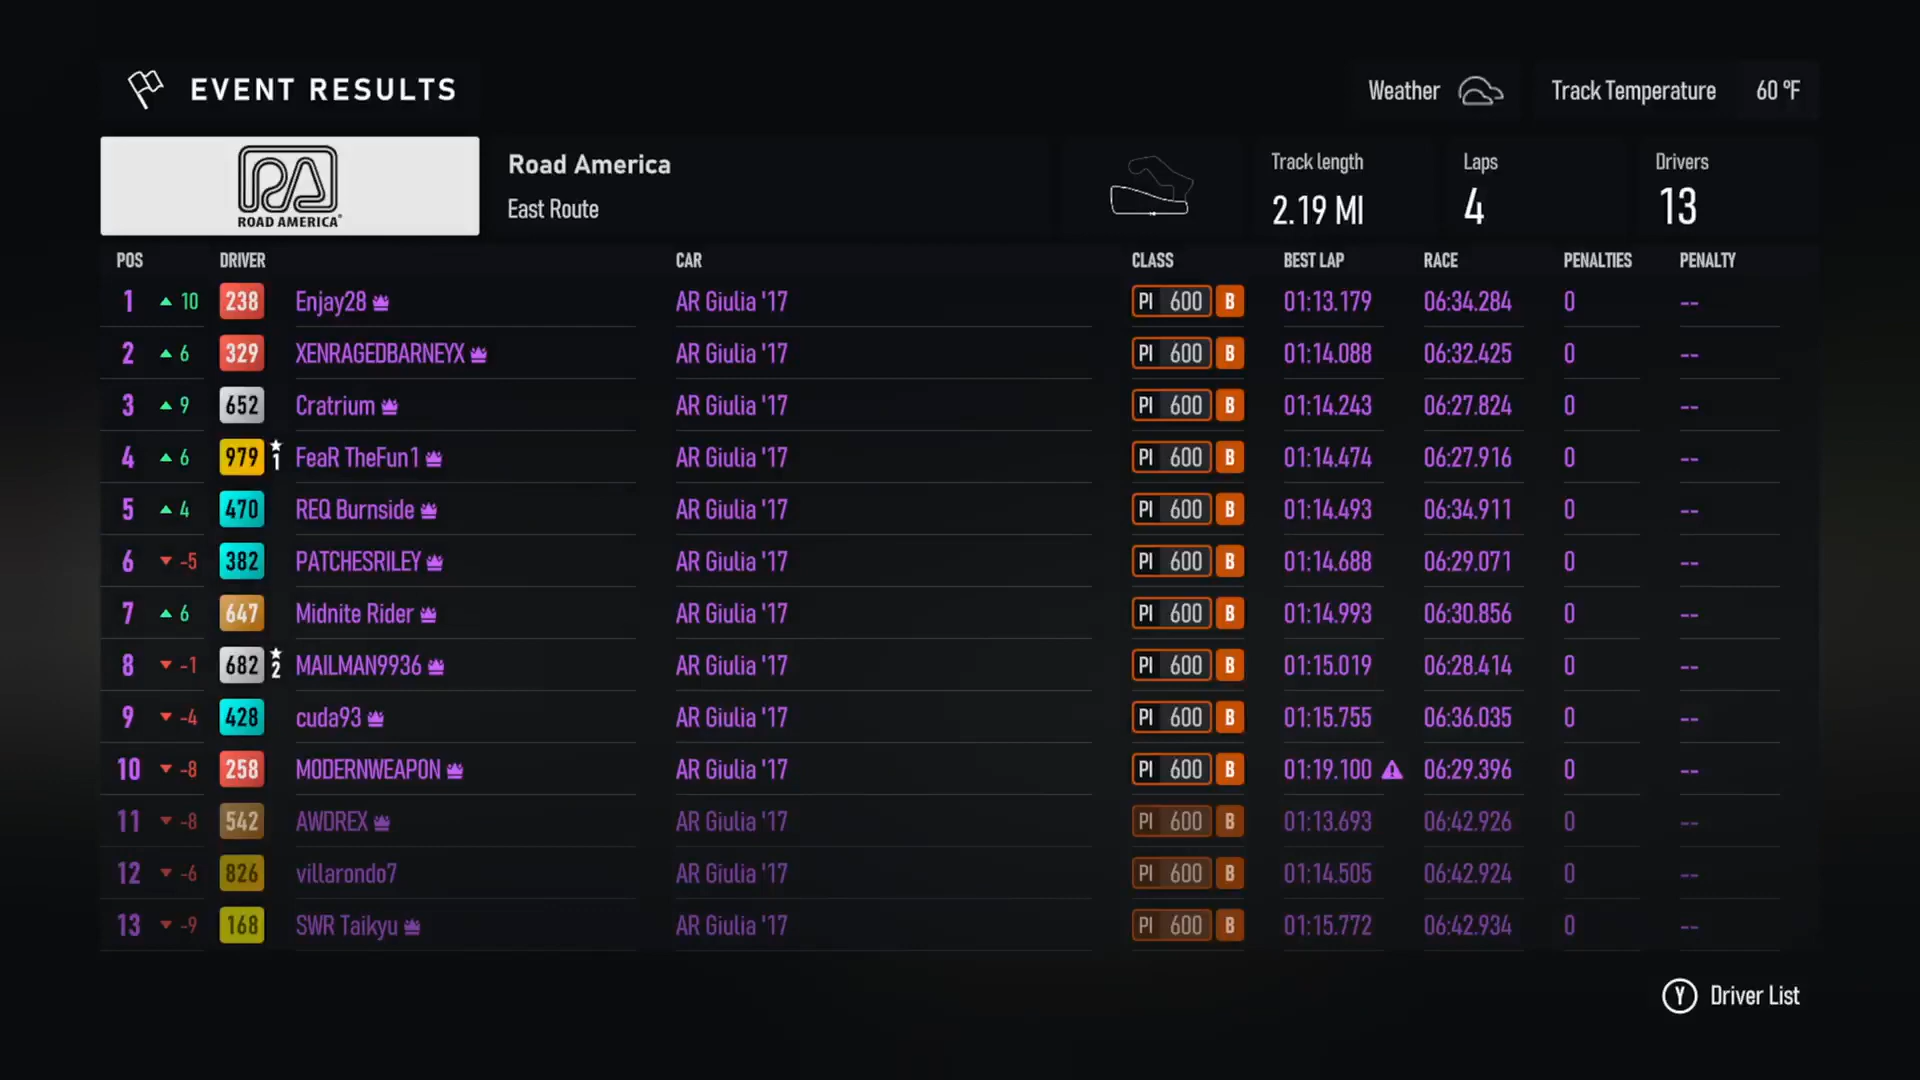 EVENT RESULTS
Weather Track Temperature 60 °F
ROAD AMERICA®
Road America
East Route
Track length 2.19 MI
Laps 4
Drivers 13
POS DRIVER CAR CLASS BEST LAP RACE PENALTIES PENALTY
1 10 238 Enjay28 AR Giulia '17 PI 600 B 01:13.179 06:34.284 0 --
2 6 329 XENRAGEDBARNEYX AR Giulia '17 PI 600 B 01:14.088 06:32.425 0 --
3 9 652 Cratrium AR Giulia '17 PI 600 B 01:14.243 06:27.824 0 --
4 6 979 1 FeaR TheFun1 AR Giulia '17 PI 600 B 01:14.474 06:27.916 0 --
5 4 470 REQ Burnside AR Giulia '17 PI 600 B 01:14.493 06:34.911 0 --
6 -5 382 PATCHESRILEY AR Giulia '17 PI 600 B 01:14.688 06:29.071 0 --
7 6 647 Midnite Rider AR Giulia '17 PI 600 B 01:14.993 06:30.856 0 --
8 -1 682 2 MAILMAN9936 AR Giulia '17 PI 600 B 01:15.019 06:28.414 0 --
9 -4 428 cuda93 AR Giulia '17 PI 600 B 01:15.755 06:36.035 0 --
10 -8 258 MODERNWEAPON AR Giulia '17 PI 600 B 01:19.100 06:29.396 0 --
11 -8 542 AWDREX AR Giulia '17 PI 600 B 01:13.693 06:42.926 0 --
12 -6 826 villarondo7 AR Giulia '17 PI 600 B 01:14.505 06:42.924 0 --
13 -9 168 SWR Taikyu AR Giulia '17 PI 600 B 01:15.772 06:42.934 0 --
Y Driver List